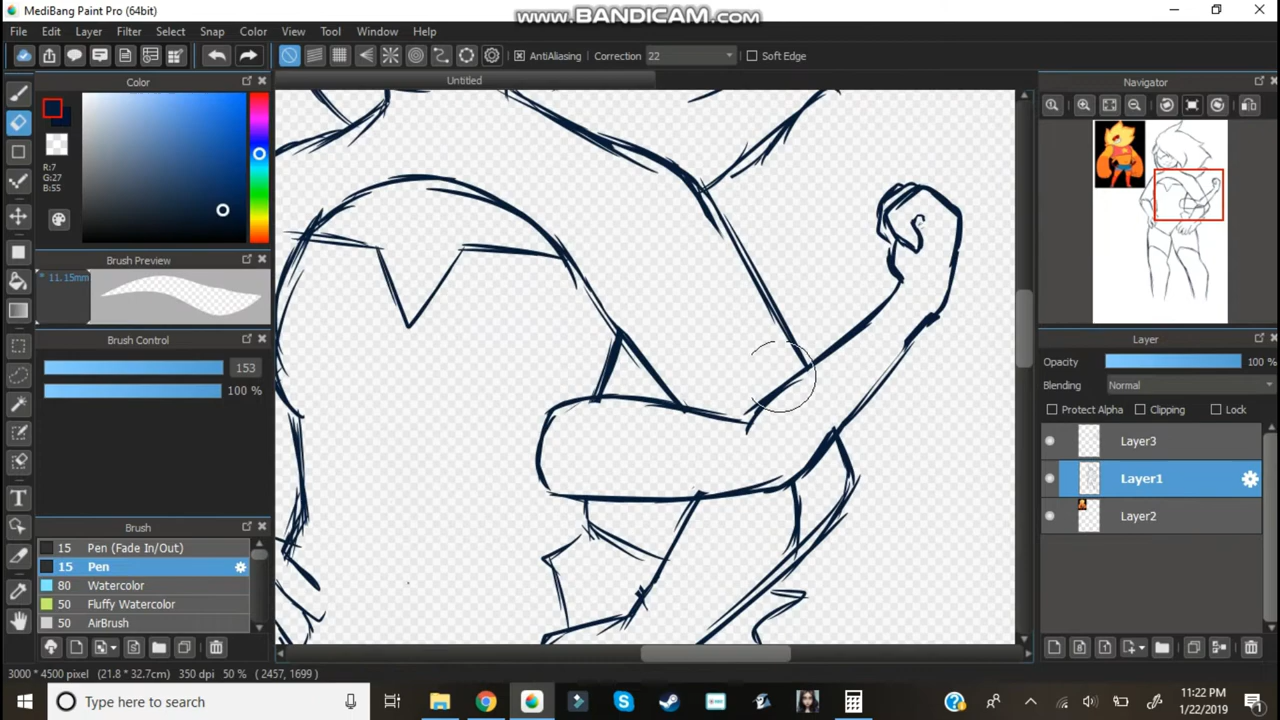 MediBang Paint Pro (64bit)
www.BANDICAM.com
File Edit Layer Filter Select Snap Color View Tool Window Help
AntiAliasing Correction 22 Soft Edge
Color
Untitled
Navigator
R:7
G:27
B:55
Brush Preview
* 11.15mm
Brush Control
153
100 %
Layer
Opacity 100 %
Blending Normal
Protect Alpha Clipping Lock
Layer3
Layer1
Layer2
Brush
15 Pen (Fade In/Out)
15 Pen
80 Watercolor
50 Fluffy Watercolor
50 AirBrush
3000 * 4500 pixel (21.8 * 32.7cm) 350 dpi 50 % ( 2457, 1699 )
Type here to search
11:22 PM
1/22/2019